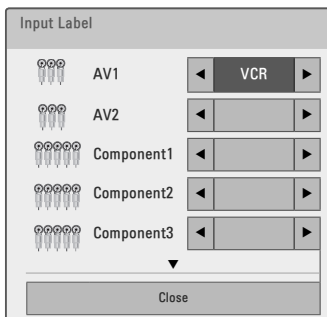 Input Label
AV1 VCR
AV2
Component1
Component2
Component3
Close